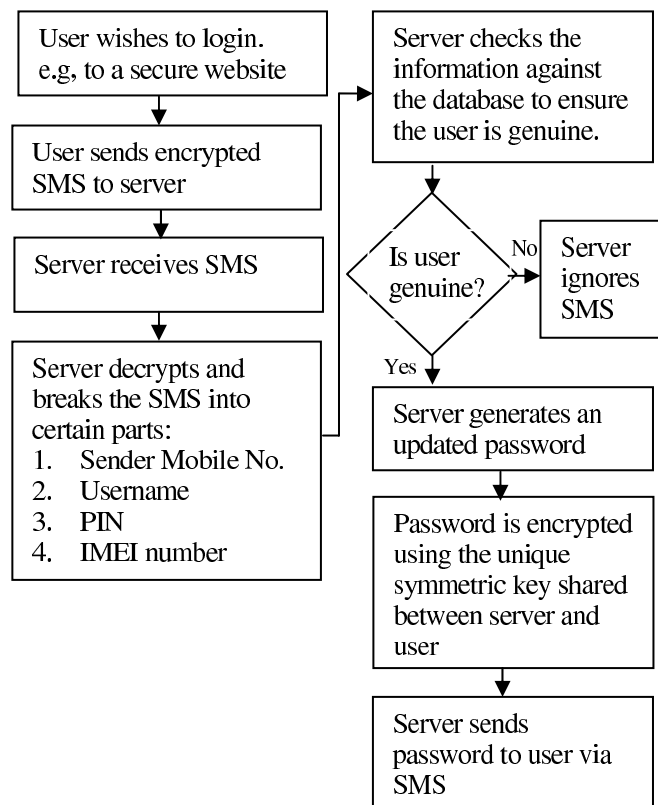 User wishes to login.
e.g, to a secure website
User sends encrypted
SMS to server
Server receives SMS
Server decrypts and
breaks the SMS into
certain parts:
1. Sender Mobile No.
2. Username
3. PIN
4. IMEI number
Server checks the
information against
the database to ensure
the user is genuine.
Is user
genuine?
No
Server
ignores
SMS
Yes
Server generates an
updated password
Password is encrypted
using the unique
symmetric key shared
between server and
user
Server sends
password to user via
SMS